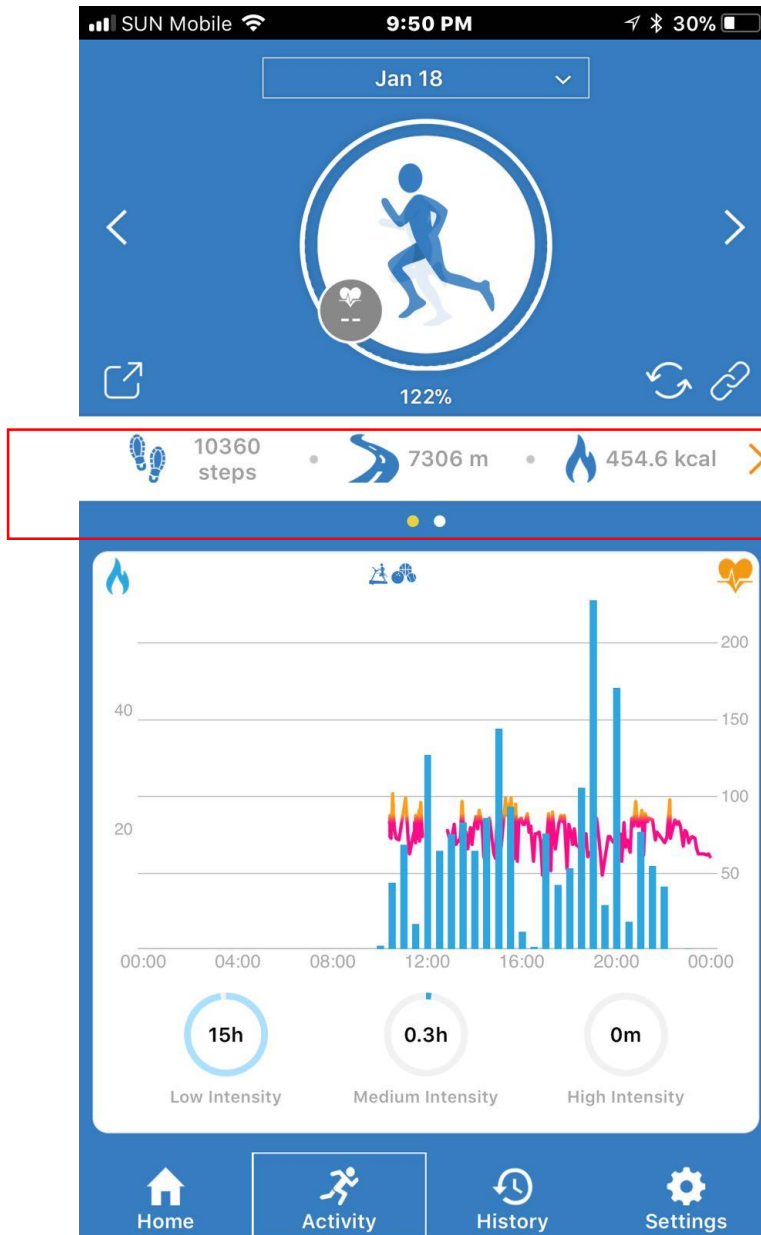 SUN Mobile 9:50 PM 30%
Jan 18
--
122%
10360 steps
7306 m
454.6 kcal
200
40
150
100
20
50
00:00 04:00 08:00 12:00 16:00 20:00 00:00
15h 0.3h 0m
Low Intensity Medium Intensity High Intensity
Home Activity History Settings